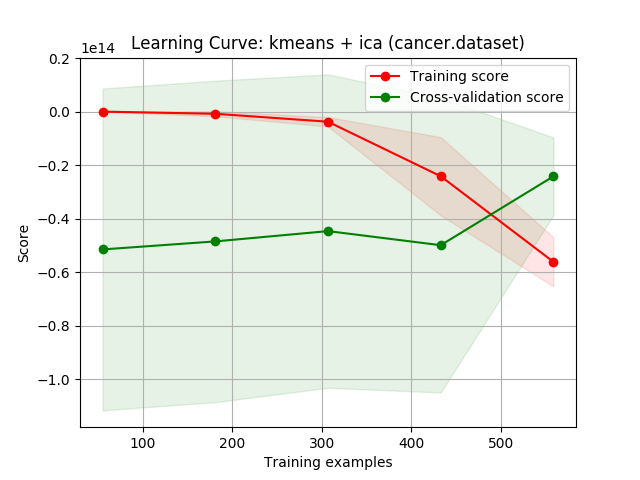 Learning Curve: kmeans + ica (cancer.dataset)
1e14
Training score
Cross-validation score
0.2
0.0
−0.2
−0.4
−0.6
−0.8
−1.0
Score
100
200
300
400
500
Training examples